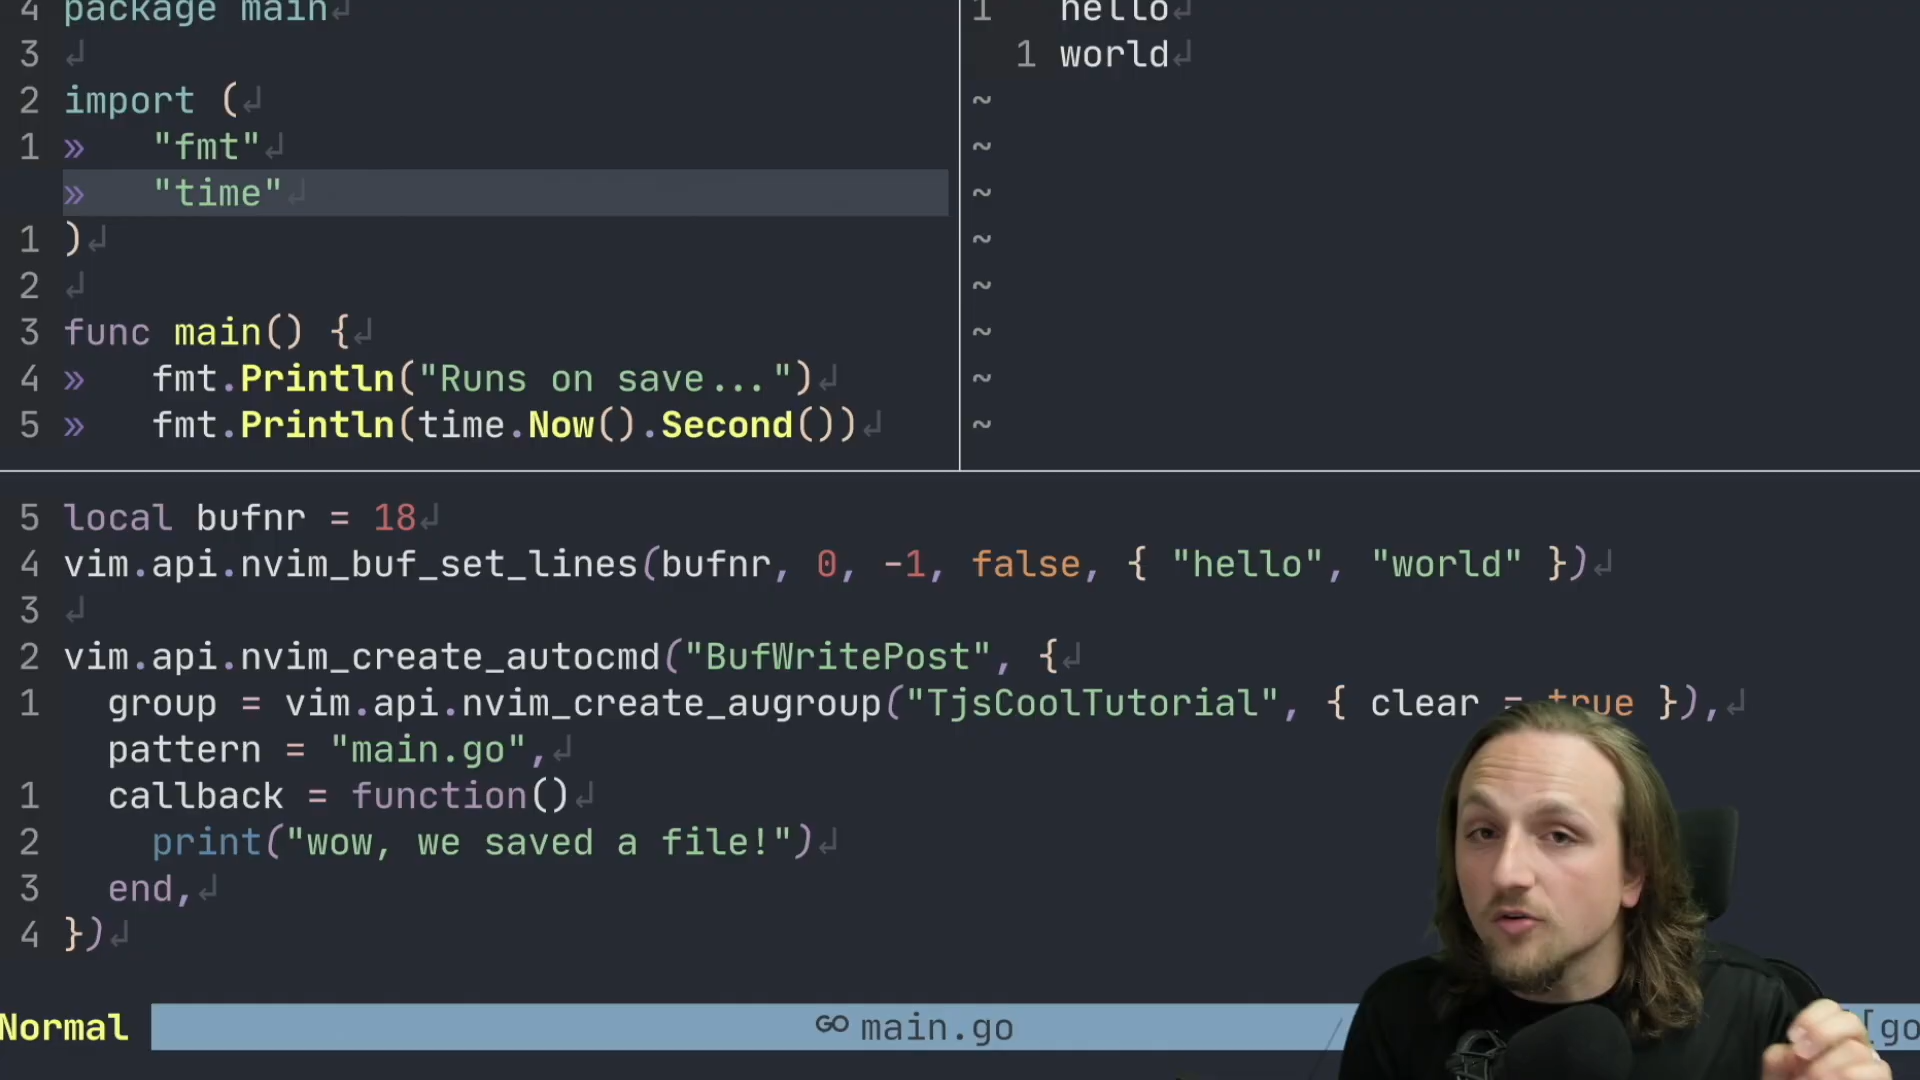 4 package main↲
3 ↲
2 import (↲
1 » "fmt"↲
» "time"↲
1 )↲
2 ↲
3 func main() {↲
4 » fmt.Println("Runs on save...")↲
5 » fmt.Println(time.Now().Second())↲
1 hello↲
1 world↲
~
~
~
~
~
~
~
~
5 local bufnr = 18↲
4 vim.api.nvim_buf_set_lines(bufnr, 0, -1, false, { "hello", "world" })↲
3 ↲
2 vim.api.nvim_create_autocmd("BufWritePost", {↲
1 group = vim.api.nvim_create_augroup("TjsCoolTutorial", { clear = true }),↲
pattern = "main.go",↲
1 callback = function()↲
2 print("wow, we saved a file!")↲
3 end,↲
4 })↲
Normal GO main.go [go